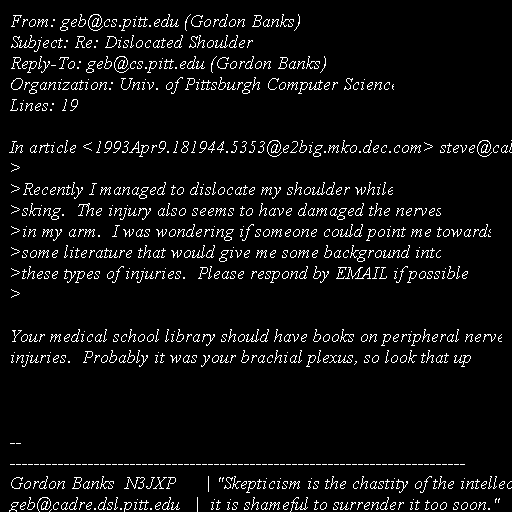 From: geb@cs.pitt.edu (Gordon Banks)
Subject: Re: Dislocated Shoulder
Reply-To: geb@cs.pitt.edu (Gordon Banks)
Organization: Univ. of Pittsburgh Computer Science
Lines: 19

In article <1993Apr9.181944.5353@e2big.mko.dec.com> steve@cal
>
>Recently I managed to dislocate my shoulder while
>sking.  The injury also seems to have damaged the nerves
>in my arm.  I was wondering if someone could point me towards
>some literature that would give me some background into
>these types of injuries.  Please respond by EMAIL if possible
>

Your medical school library should have books on peripheral nerve
injuries.  Probably it was your brachial plexus, so look that up

--
----------------------------------------------------------------------------
Gordon Banks  N3JXP      | "Skepticism is the chastity of the intellec
geb@cadre.dsl.pitt.edu   |  it is shameful to surrender it too soon."